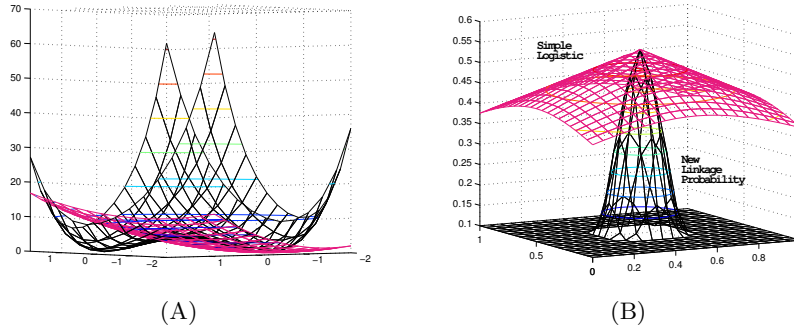 70
60
50
40
30
20
10
0
1 0 −1 −2 1 0 −1 −2
(A)
0.6
0.55
0.5
0.45
0.4
0.35
0.3
0.25
0.2
0.15
0.1
Simple
Logistic
New
Linkage
Probability
1
0.5
0 0.2 0.4 0.6 0.8
0
(B)